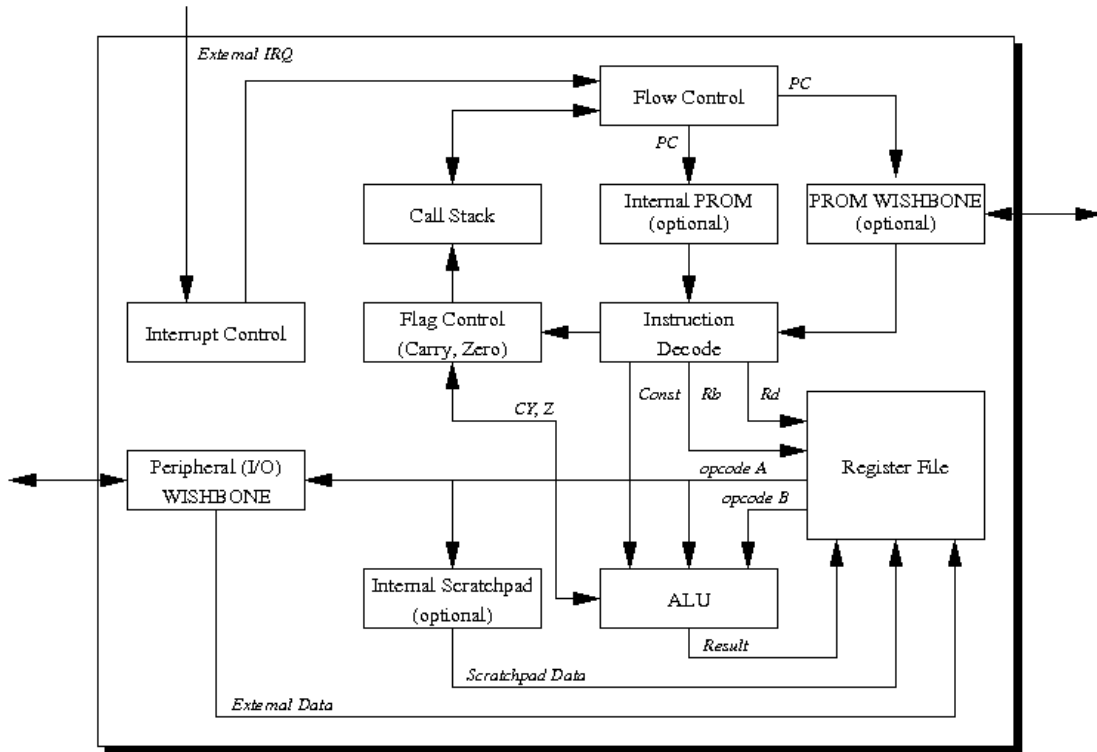 External IRQ
Flow Control
PC
PC
Call Stack
Internal PROM
(optional)
PROM WISHBONE
(optional)
Interrupt Control
Flag Control
(Carry, Zero)
Instruction
Decode
CY, Z
Const
Rb
Rd
Peripheral (I/O)
WISHBONE
opcode A
opcode B
Register File
Internal Scratchpad
(optional)
ALU
Result
Scratchpad Data
External Data